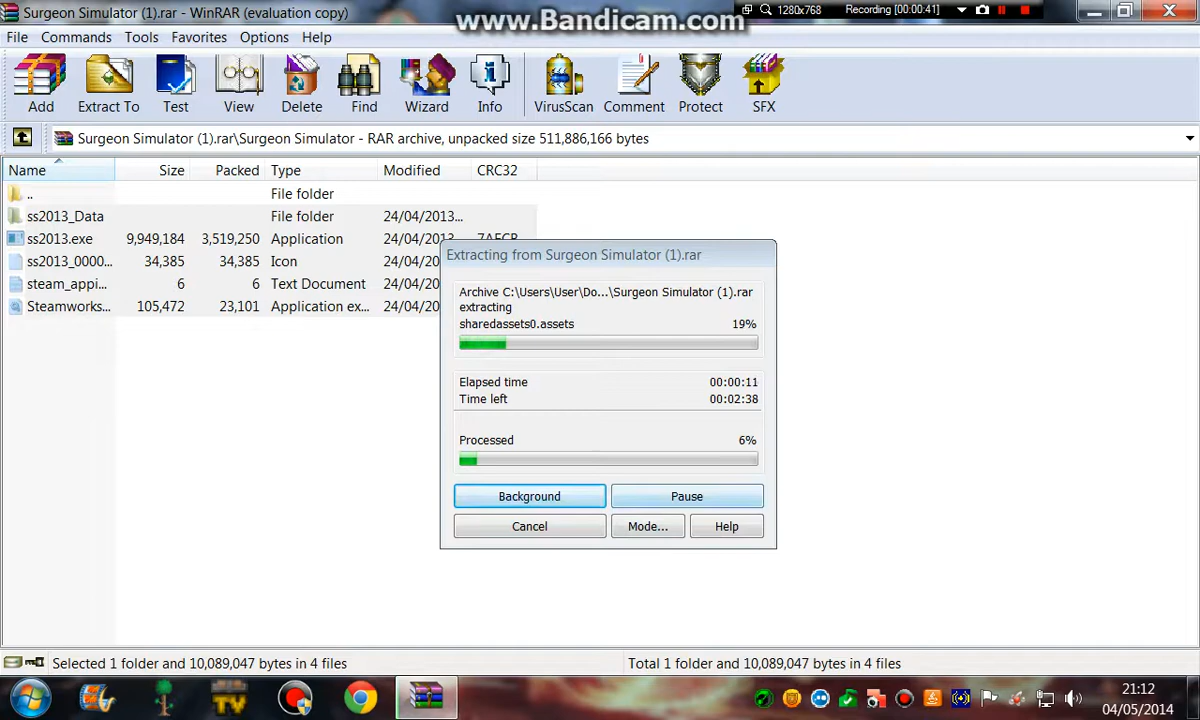 Surgeon Simulator (1).rar - WinRAR (evaluation copy)
www.Bandicam.com
1280x768
Recording [00:00:41]
File Commands Tools Favorites Options Help
Add Extract To Test View Delete Find Wizard Info VirusScan Comment Protect SFX
Surgeon Simulator (1).rar\Surgeon Simulator - RAR archive, unpacked size 511,886,166 bytes
Name Size Packed Type Modified CRC32
.. File folder
ss2013_Data File folder 24/04/2013...
ss2013.exe 9,949,184 3,519,250 Application 24/04/2013
ss2013_0000... 34,385 34,385 Icon 24/04/20
steam_appi... 6 6 Text Document 24/04/20
Steamworks... 105,472 23,101 Application ex... 24/04/20
Extracting from Surgeon Simulator (1).rar
Archive C:\Users\User\Do...\Surgeon Simulator (1).rar
extracting
sharedassets0.assets 19%
Elapsed time 00:00:11
Time left 00:02:38
Processed 6%
Background Pause
Cancel Mode... Help
Selected 1 folder and 10,089,047 bytes in 4 files
Total 1 folder and 10,089,047 bytes in 4 files
TV
21:12
04/05/2014